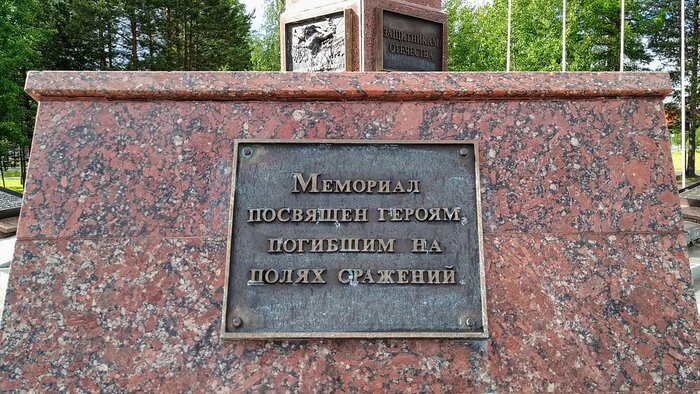 ЗАЩИТНИКАМ
ОТЕЧЕСТВА
МЕМОРИАЛ
ПОСВЯЩЕН ГЕРОЯМ
ПОГИБШИМ НА
ПОЛЯХ СРАЖЕНИЙ